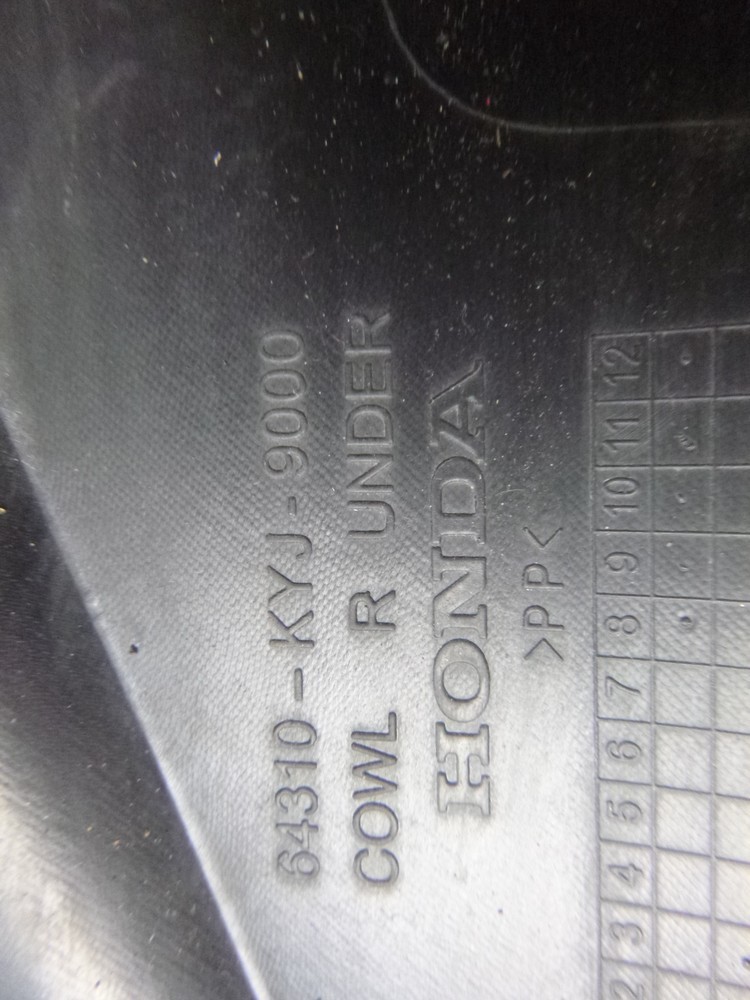 64310-KYJ-9000
COWL R UNDER
HONDA
>PP<
2 3 4 5 6 7 8 9 10 11 12